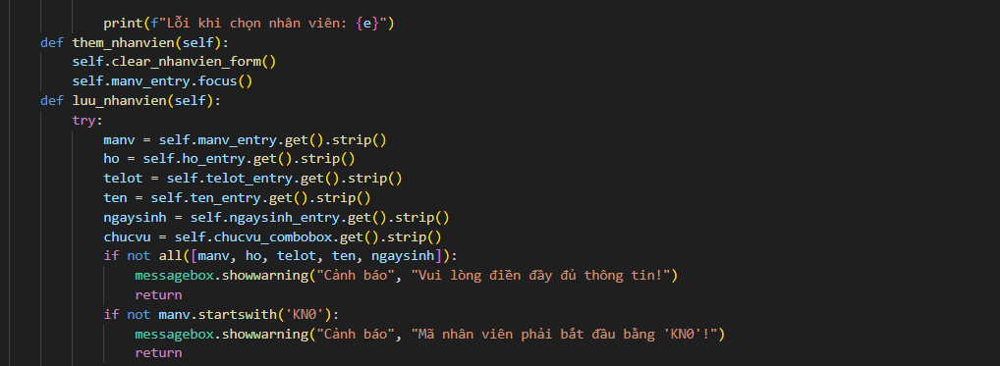 print(f"Lỗi khi chọn nhân viên: {e}")
def them_nhanvien(self):
self.clear_nhanvien_form()
self.manv_entry.focus()
def luu_nhanvien(self):
try:
manv = self.manv_entry.get().strip()
ho = self.ho_entry.get().strip()
telot = self.telot_entry.get().strip()
ten = self.ten_entry.get().strip()
ngaysinh = self.ngaysinh_entry.get().strip()
chucvu = self.chucvu_combobox.get().strip()
if not all([manv, ho, telot, ten, ngaysinh]):
messagebox.showwarning("Cảnh báo", "Vui lòng điền đầy đủ thông tin!")
return
if not manv.startswith('KN0'):
messagebox.showwarning("Cảnh báo", "Mã nhân viên phải bắt đầu bằng 'KN0'!")
return